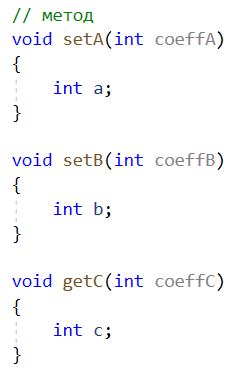 // метод
void setA(int coeffA)
{
    int a;
}

void setB(int coeffB)
{
    int b;
}

void getC(int coeffC)
{
    int c;
}